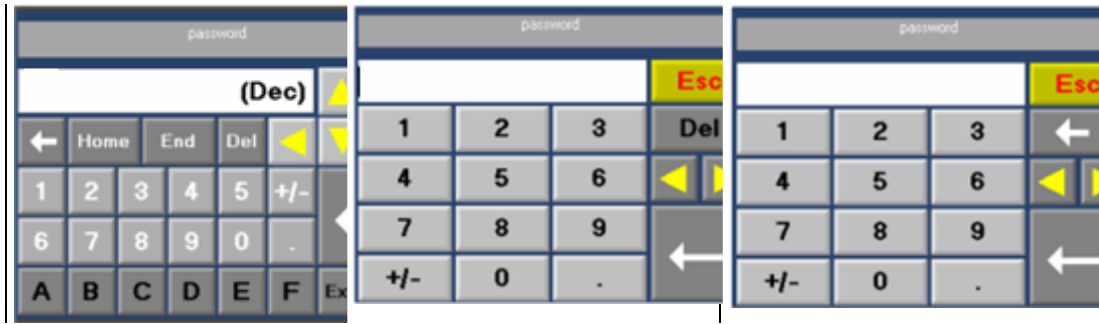 password
(Dec)
Home End Del
1 2 3 4 5 +/-
6 7 8 9 0 .
A B C D E F Ex
password
Esc
1 2 3 Del
4 5 6
7 8 9
+/- 0 .
password
Esc
1 2 3
4 5 6
7 8 9
+/- 0 .